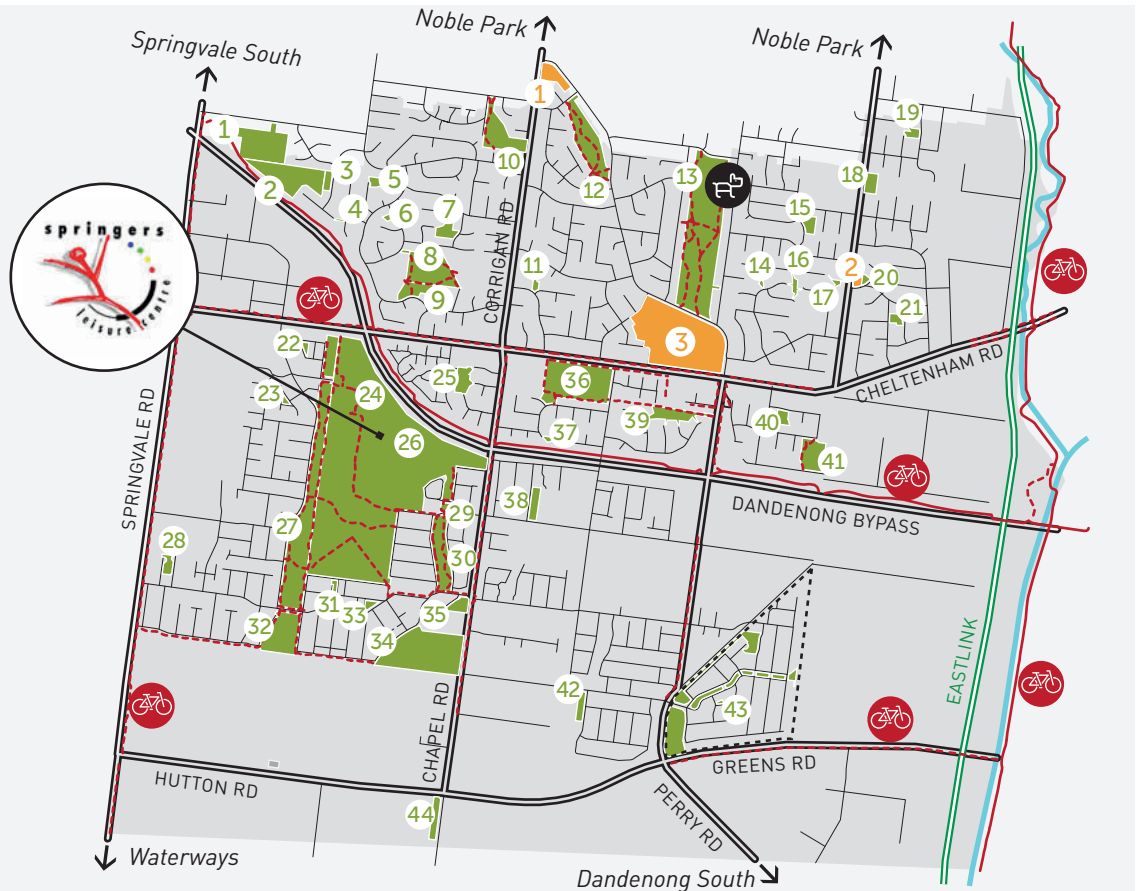 Noble Park
Noble Park
Springvale South
1
19
1
10
18
3
5
13
12
2
15
4
6
7
springers
leisure centre
8
14
16
11
2
20
9
17
21
CORRIGAN RD
3
22
CHELTENHAM RD
25
36
24
23
39
40
26
37
41
SPRINGVALE RD
38
29
DANDENONG BYPASS
27
28
30
31
33
35
32
34
EASTLINK
42
43
CHAPEL RD
GREENS RD
HUTTON RD
PERRY RD
44
Waterways
Dandenong South